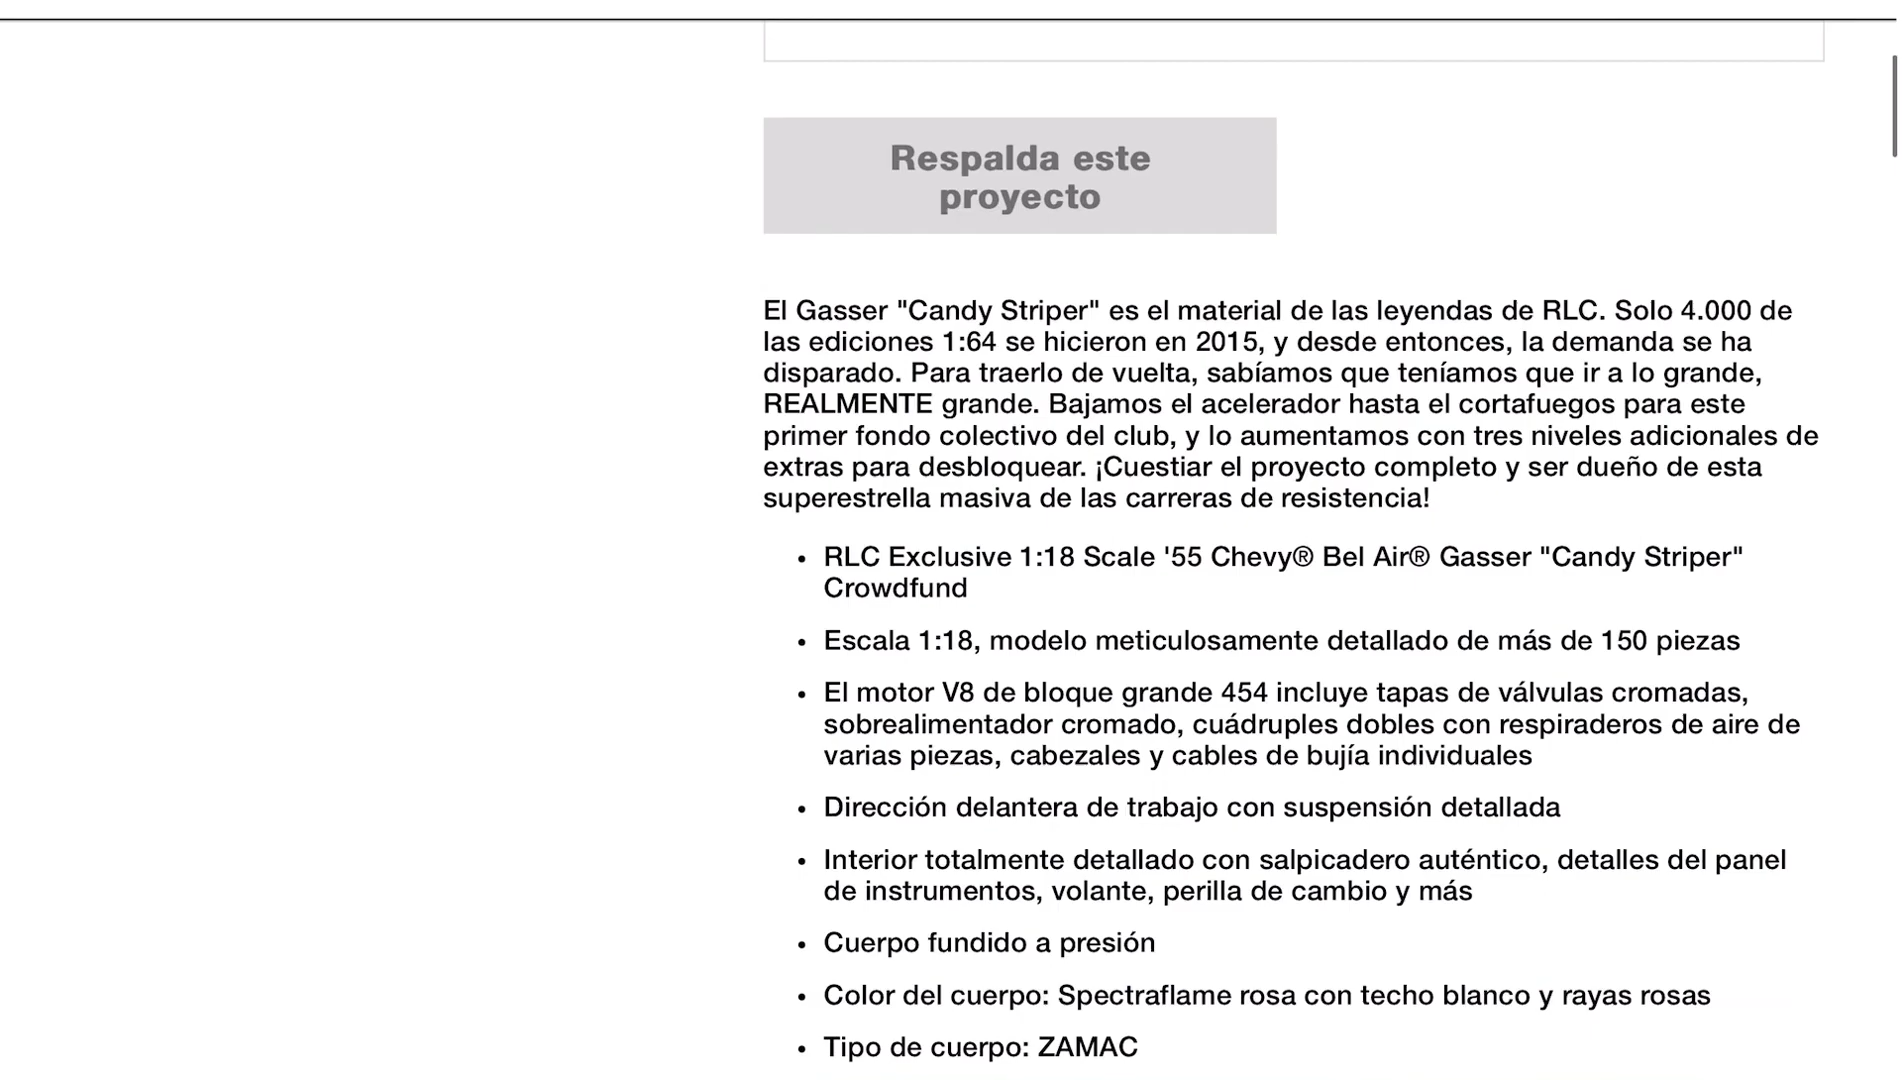 Respalda este
proyecto
El Gasser "Candy Striper" es el material de las leyendas de RLC. Solo 4.000 de
las ediciones 1:64 se hicieron en 2015, y desde entonces, la demanda se ha
disparado. Para traerlo de vuelta, sabíamos que teníamos que ir a lo grande,
REALMENTE grande. Bajamos el acelerador hasta el cortafuegos para este
primer fondo colectivo del club, y lo aumentamos con tres niveles adicionales de
extras para desbloquear. ¡Cuestiar el proyecto completo y ser dueño de esta
superestrella masiva de las carreras de resistencia!
• RLC Exclusive 1:18 Scale '55 Chevy® Bel Air® Gasser "Candy Striper"
Crowdfund
• Escala 1:18, modelo meticulosamente detallado de más de 150 piezas
• El motor V8 de bloque grande 454 incluye tapas de válvulas cromadas,
sobrealimentador cromado, cuádruples dobles con respiraderos de aire de
varias piezas, cabezales y cables de bujía individuales
• Dirección delantera de trabajo con suspensión detallada
• Interior totalmente detallado con salpicadero auténtico, detalles del panel
de instrumentos, volante, perilla de cambio y más
• Cuerpo fundido a presión
• Color del cuerpo: Spectraflame rosa con techo blanco y rayas rosas
• Tipo de cuerpo: ZAMAC